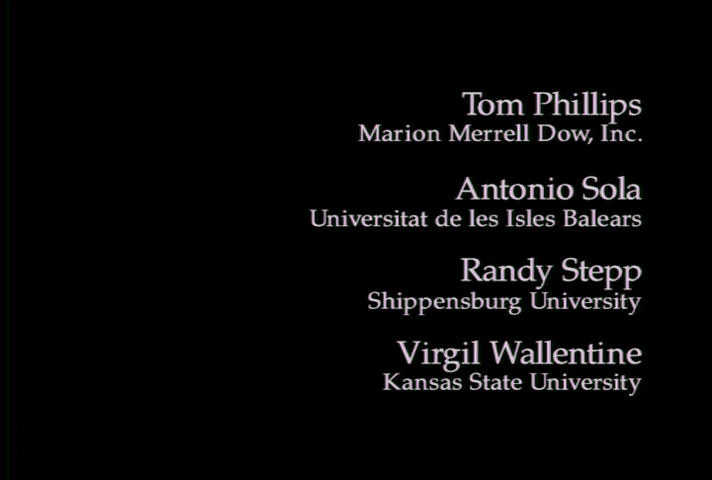 Tom Phillips
Marion Merrell Dow, Inc.
Antonio Sola
Universitat de les Isles Balears
Randy Stepp
Shippensburg University
Virgil Wallentine
Kansas State University